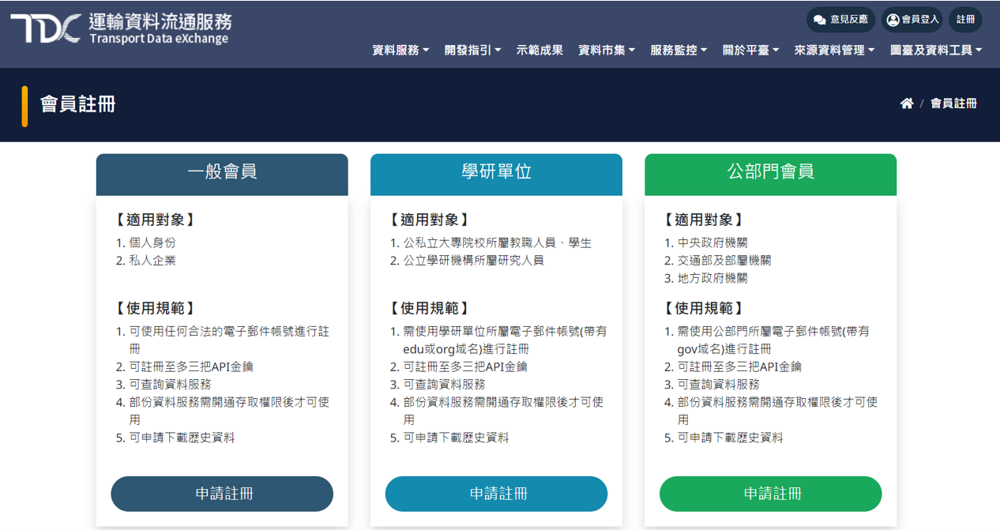 TDC 運輸資料流通服務
Transport Data eXchange
意見反應 會員登入 註冊
資料服務 開發指引 示範成果 資料市集 服務監控 關於平臺 來源資料管理 圖臺及資料工具
會員註冊
/ 會員註冊
一般會員
【適用對象】
1. 個人身份
2. 私人企業
【使用規範】
1. 可使用任何合法的電子郵件帳號進行註
冊
2. 可註冊至多三把API金鑰
3. 可查詢資料服務
4. 部份資料服務需開通存取權限後才可使
用
5. 可申請下載歷史資料
申請註冊
學研單位
【適用對象】
1. 公私立大專院校所屬教職人員、學生
2. 公立學研機構所屬研究人員
【使用規範】
1. 需使用學研單位所屬電子郵件帳號(帶有
edu或org域名)進行註冊
2. 可註冊至多三把API金鑰
3. 可查詢資料服務
4. 部份資料服務需開通存取權限後才可使
用
5. 可申請下載歷史資料
申請註冊
公部門會員
【適用對象】
1. 中央政府機關
2. 交通部及部屬機關
3. 地方政府機關
【使用規範】
1. 需使用公部門所屬電子郵件帳號(帶有
gov域名)進行註冊
2. 可註冊至多三把API金鑰
3. 可查詢資料服務
4. 部份資料服務需開通存取權限後才可使
用
5. 可申請下載歷史資料
申請註冊